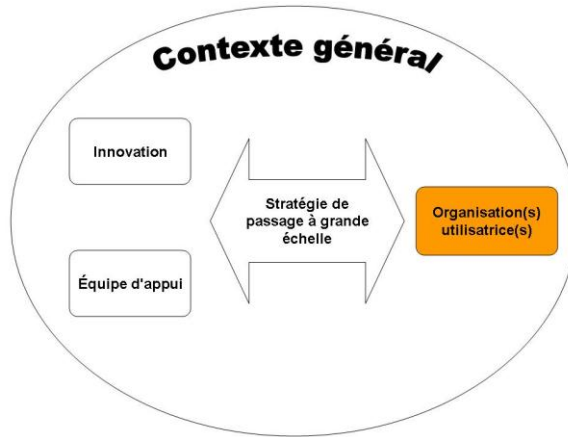 Contexte général
Innovation
Stratégie de
passage à grande
échelle
Organisation(s)
utilisatrice(s)
Équipe d'appui